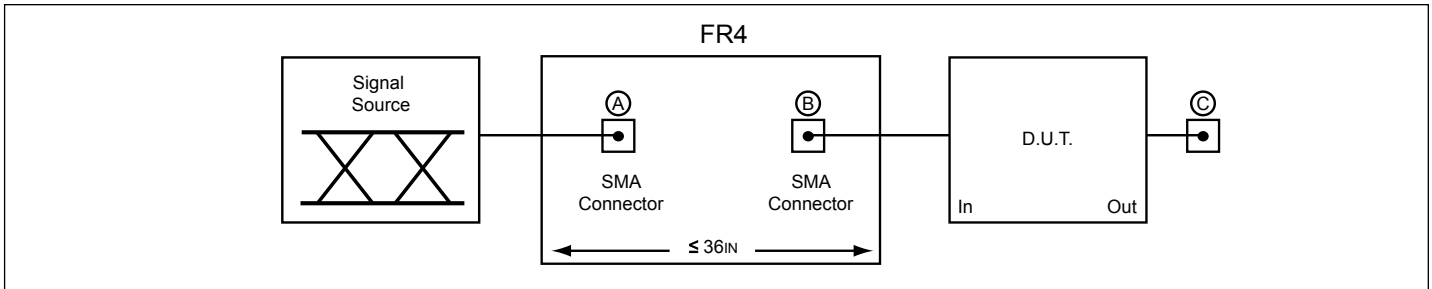 FR4
Signal
Source
A
B
C
D.U.T.
SMA
Connector
SMA
Connector
In
Out
≤ 36IN